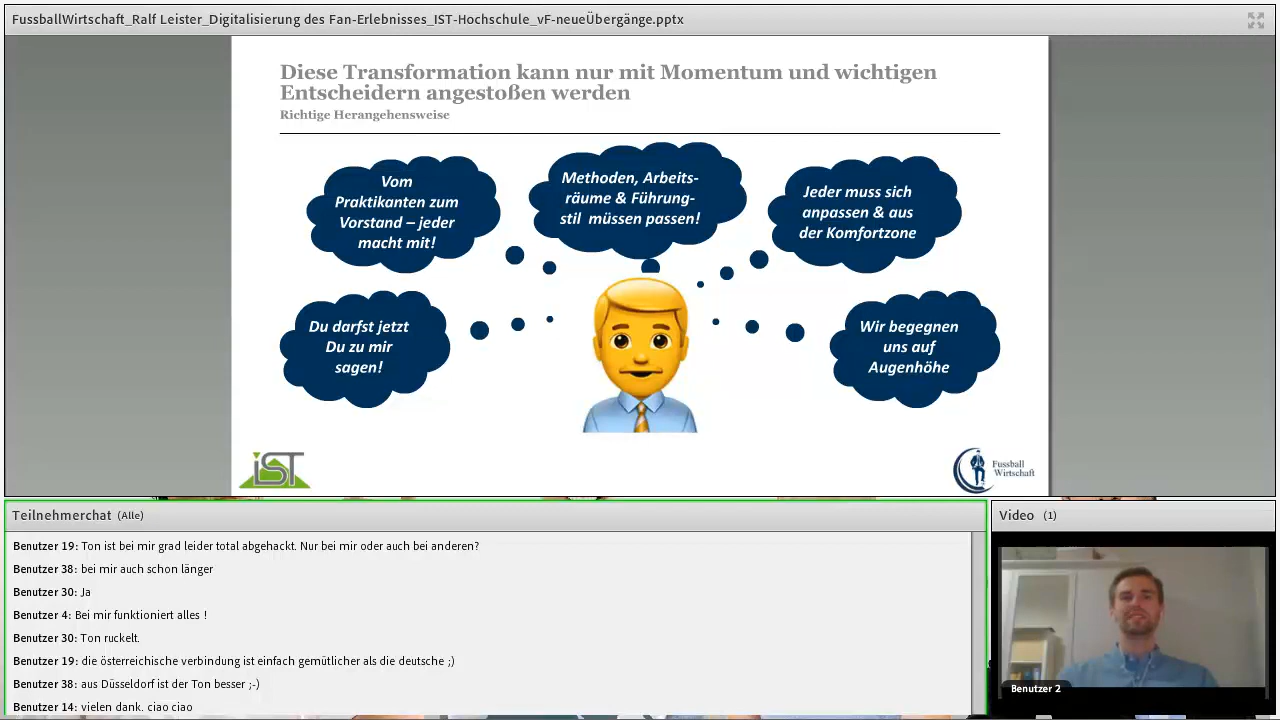 FussballWirtschaft_Ralf Leister_Digitalisierung des Fan-Erlebnisses_IST-Hochschule_vF-neueÜbergänge.pptx
Diese Transformation kann nur mit Momentum und wichtigen
Entscheidern angestoßen werden
Richtige Herangehensweise
Vom
Praktikanten zum
Vorstand – jeder
macht mit!
Methoden, Arbeits-
räume & Führung-
stil müssen passen!
Jeder muss sich
anpassen & aus
der Komfortzone
Du darfst jetzt
Du zu mir
sagen!
Wir begegnen
uns auf
Augenhöhe
iST
Fussball
Wirtschaft
Teilnehmerchat (Alle)
Benutzer 19: Ton ist bei mir grad leider total abgehackt. Nur bei mir oder auch bei anderen?
Benutzer 38: bei mir auch schon länger
Benutzer 30: Ja
Benutzer 4: Bei mir funktioniert alles !
Benutzer 30: Ton ruckelt.
Benutzer 19: die österreichische verbindung ist einfach gemütlicher als die deutsche ;)
Benutzer 38: aus Düsseldorf ist der Ton besser ;-)
Benutzer 14: vielen dank. ciao ciao
Video (1)
Benutzer 2